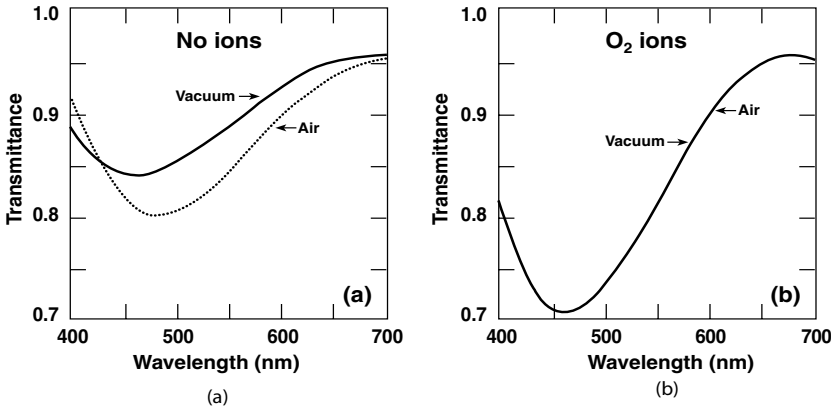 1.0
0.9
0.8
0.7
Transmittance
No ions
Vacuum
Air
(a)
400 500 600 700
Wavelength (nm)
(a)
1.0
0.9
0.8
0.7
Transmittance
O₂ ions
Air
Vacuum
(b)
400 500 600 700
Wavelength (nm)
(b)